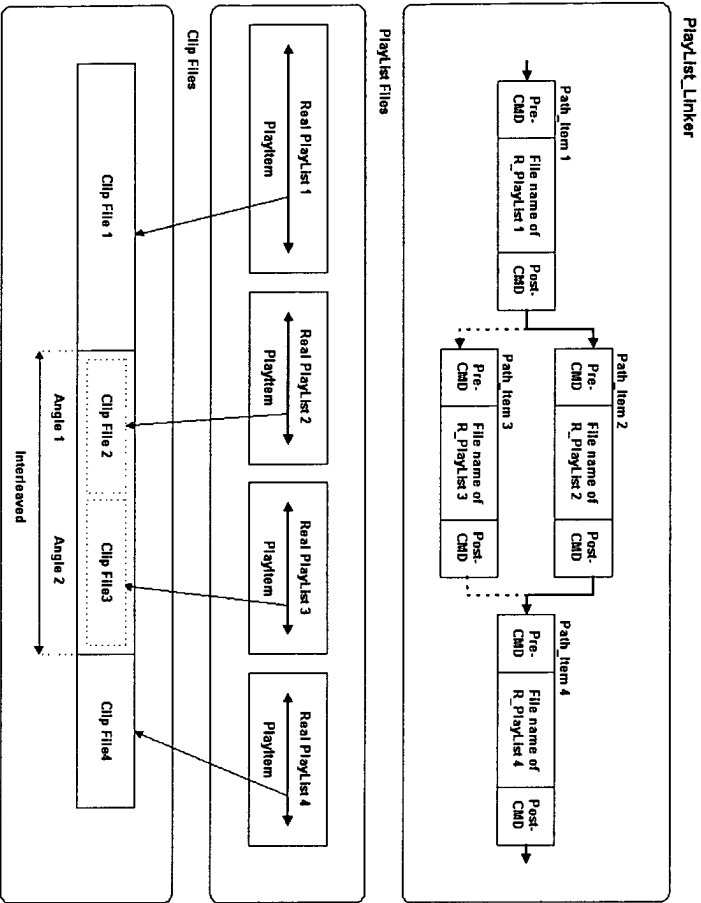 PlayList_Linker
Path_Item 1
Pre-
CMD
File name of
R_PlayList 1
Post-
CMD
Path_Item 2
Pre-
CMD
File name of
R_PlayList 2
Post-
CMD
Path_Item 3
Pre-
CMD
File name of
R_PlayList 3
Post-
CMD
Path_Item 4
Pre-
CMD
File name of
R_PlayList 4
Post-
CMD
PlayList Files
Real PlayList 1
PlayItem
Real PlayList 2
PlayItem
Real PlayList 3
PlayItem
Real PlayList 4
PlayItem
Clip Files
Clip File 1
Clip File 2
Clip File3
Clip File4
Angle 1
Angle 2
Interleaved